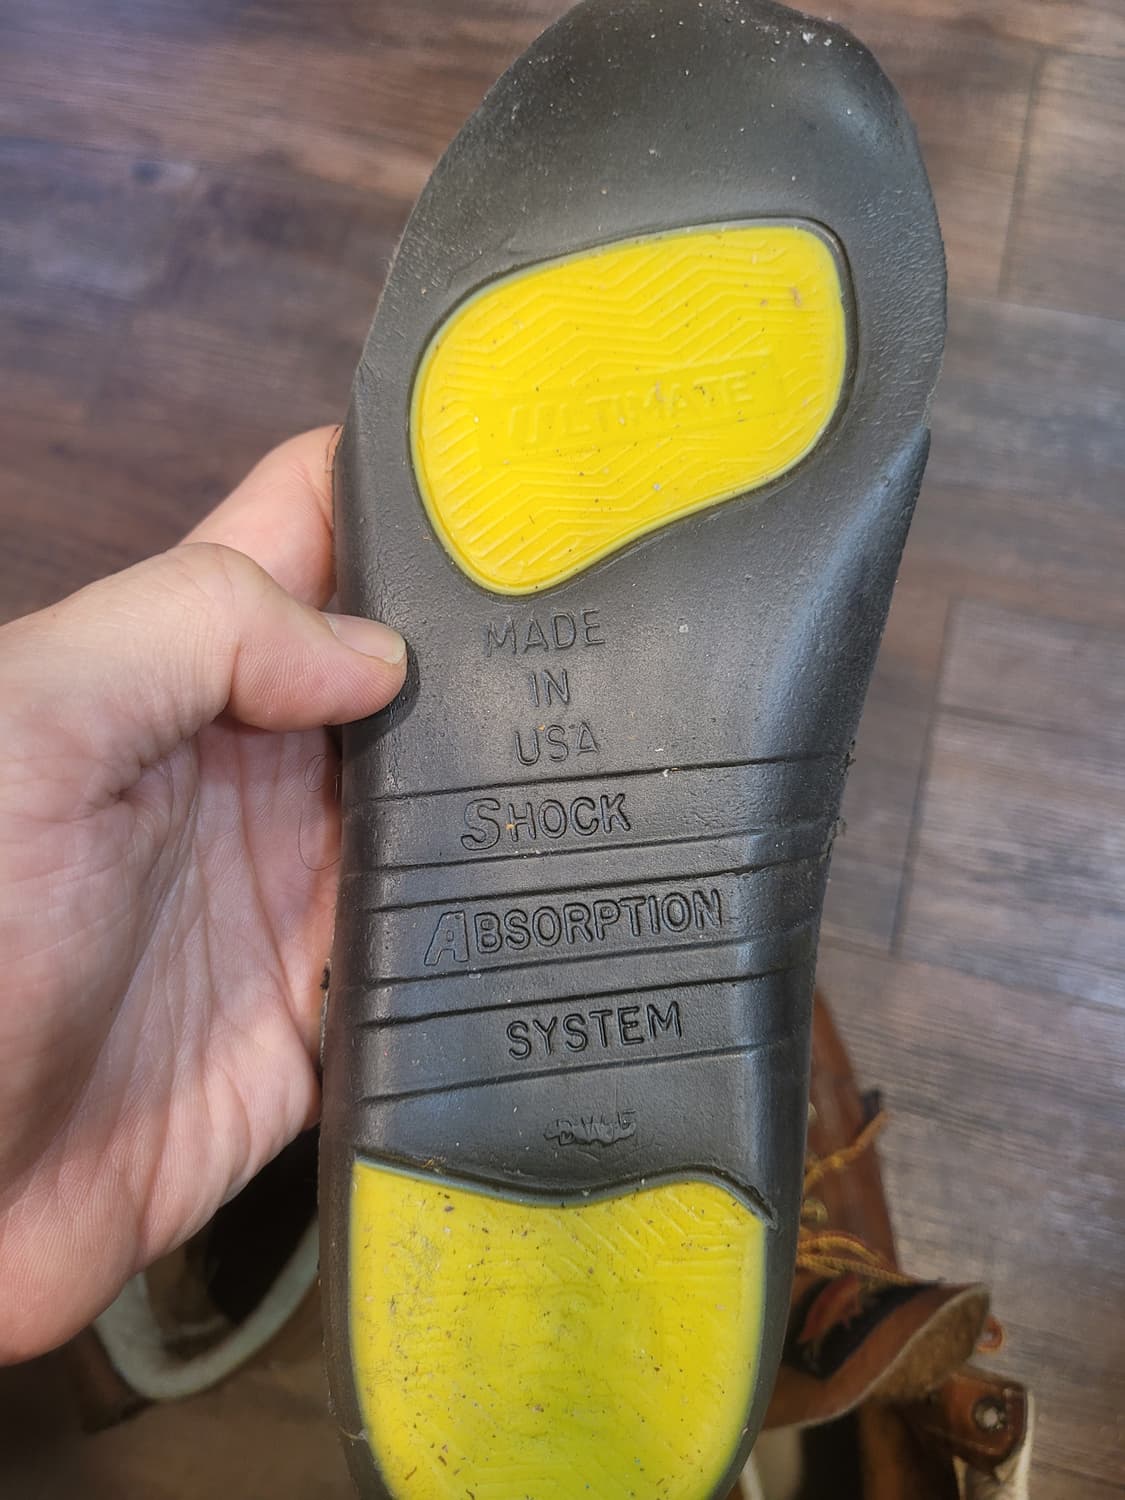 ULTIMATE
MADE
IN
USA
SHOCK
ABSORPTION
SYSTEM